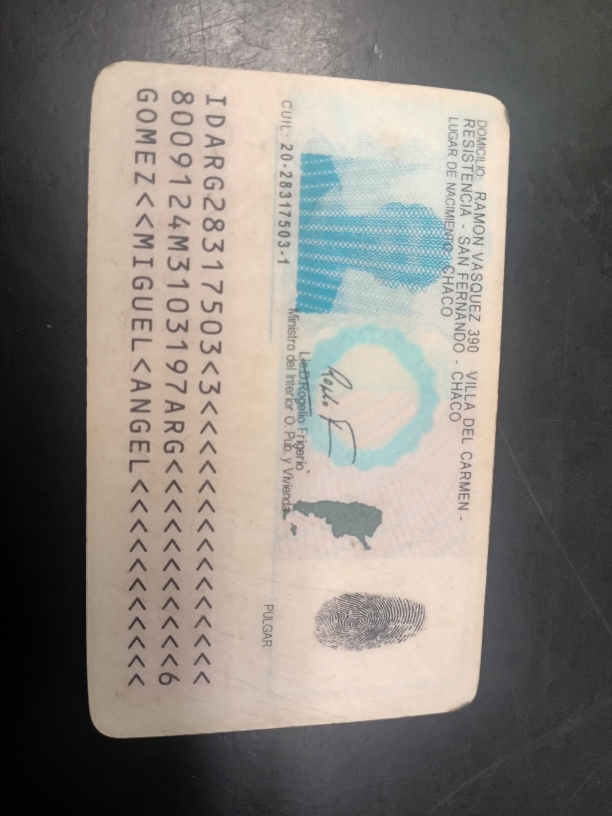 DOMICILIO: RAMON VASQUEZ 390 VILLA DEL CARMEN -
RESISTENCIA - SAN FERNANDO - CHACO
LUGAR DE NACIMIENTO: CHACO
Lic. Rogelio Frigerio
Ministro del Interior O. Pub. y Vivienda
CUIL: 20-28317503-1
PULGAR
IDARG28317503<3<<<<<<<<<<<<<<<
8009124M3103197ARG<<<<<<<<<<<6
GOMEZ<<MIGUEL<ANGEL<<<<<<<<<<<